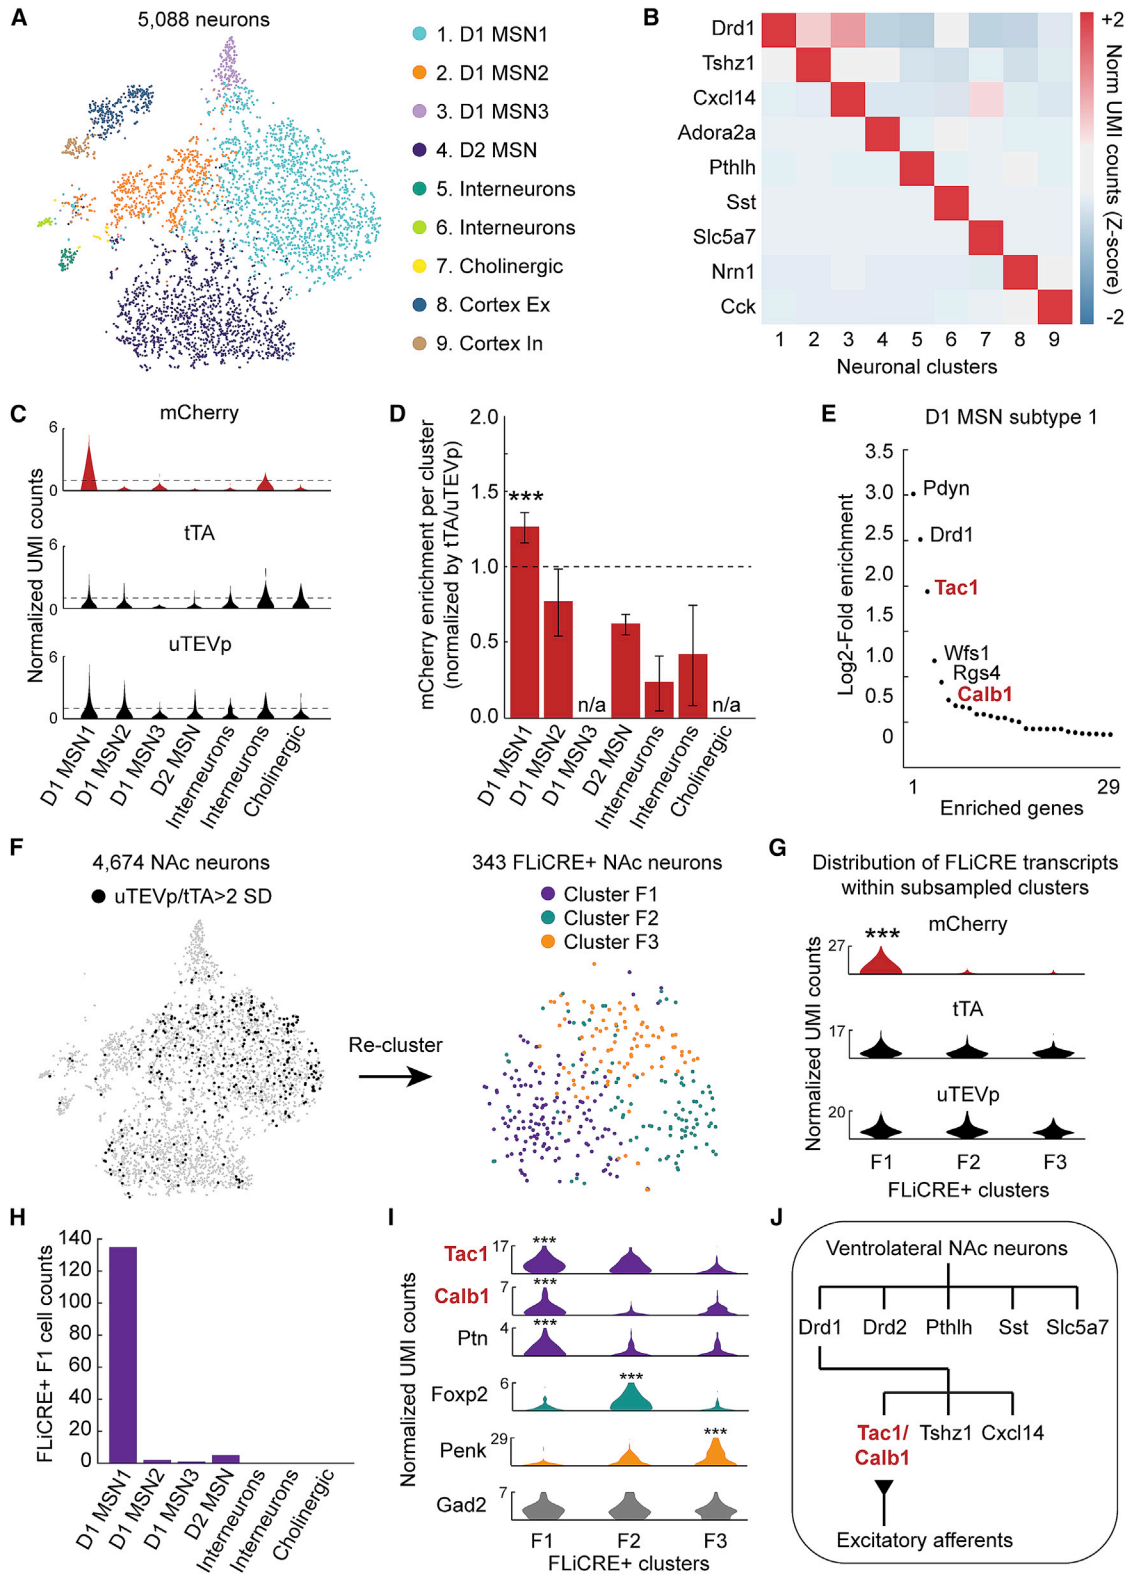 A
5,088 neurons
1. D1 MSN1
2. D1 MSN2
3. D1 MSN3
4. D2 MSN
5. Interneurons
6. Interneurons
7. Cholinergic
8. Cortex Ex
9. Cortex In
B
Drd1
Tshz1
Cxcl14
Adora2a
Pthlh
Sst
Slc5a7
Nrn1
Cck
1 2 3 4 5 6 7 8 9
Neuronal clusters
+2
-2
Norm UMI counts (Z-score)
C
mCherry
6
0
tTA
6
0
uTEVp
6
0
Normalized UMI counts
D1 MSN1
D1 MSN2
D1 MSN3
D2 MSN
Interneurons
Interneurons
Cholinergic
D
mCherry enrichment per cluster
(normalized by tTA/uTEVp)
2.0
1.5
1.0
0.5
0.0
***
n/a
n/a
D1 MSN1
D1 MSN2
D1 MSN3
D2 MSN
Interneurons
Interneurons
Cholinergic
E
D1 MSN subtype 1
Log2-Fold enrichment
3.5
3.0
2.5
2.0
1.5
1.0
0.5
0
Pdyn
Drd1
Tac1
Wfs1
Rgs4
Calb1
1 29
Enriched genes
F
4,674 NAc neurons
uTEVp/tTA>2 SD
Re-cluster
343 FLiCRE+ NAc neurons
Cluster F1
Cluster F2
Cluster F3
G
Distribution of FLiCRE transcripts
within subsampled clusters
mCherry
***
27
tTA
17
uTEVp
20
Normalized UMI counts
F1 F2 F3
FLiCRE+ clusters
H
FLiCRE+ F1 cell counts
140
120
100
80
60
40
20
0
D1 MSN1
D1 MSN2
D1 MSN3
D2 MSN
Interneurons
Interneurons
Cholinergic
I
Normalized UMI counts
Tac1 17 ***
Calb1 7 ***
Ptn 4 ***
Foxp2 6 ***
Penk 29 ***
Gad2 7
F1 F2 F3
FLiCRE+ clusters
J
Ventrolateral NAc neurons
Drd1 Drd2 Pthlh Sst Slc5a7
Tac1/ Tshz1 Cxcl14
Calb1
Excitatory afferents